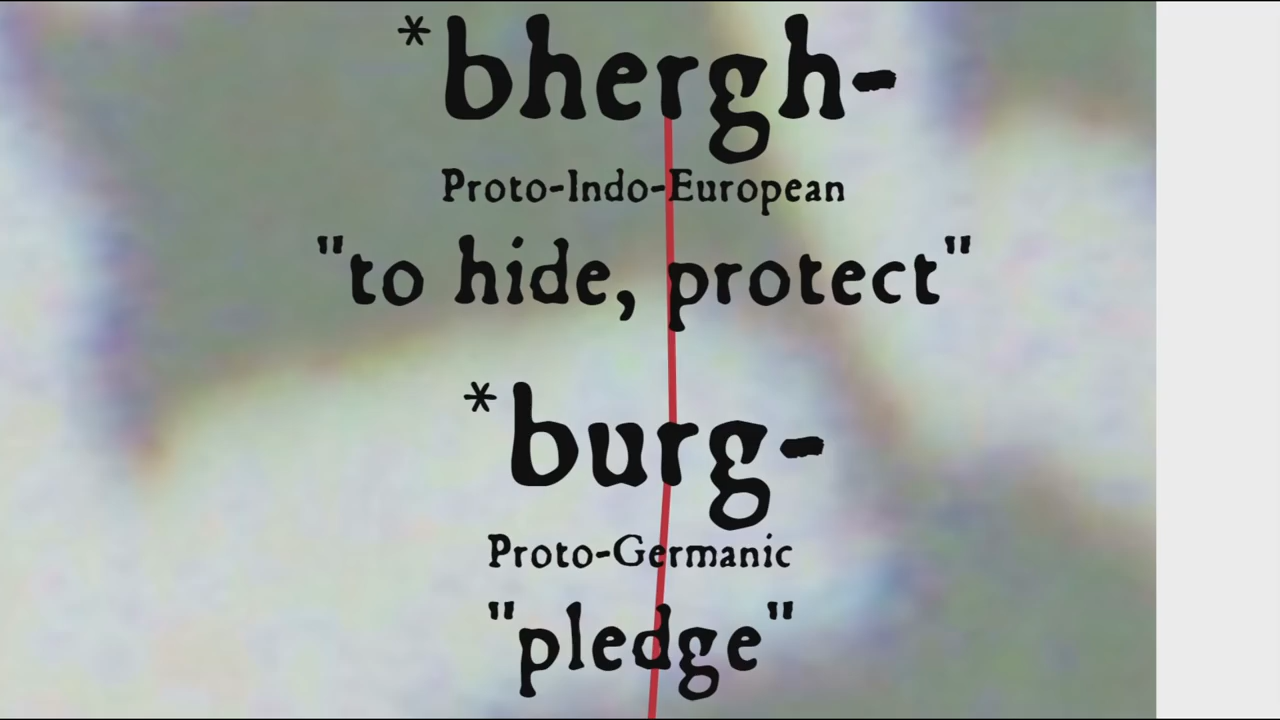 *bhergh-
Proto-Indo-European
"to hide, protect"
*burg-
Proto-Germanic
"pledge"